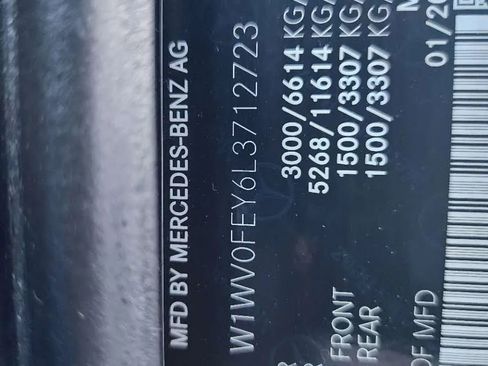 MFD BY MERCEDES-BENZ AG
W1WV0FEY6L3712723
3000/6614 KG
5268/11614 KG
FRONT 1500/3307 KG
REAR 1500/3307 KG
OF MFD 01/20